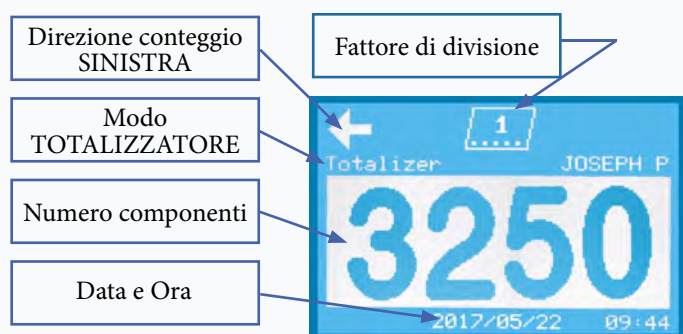 Direzione conteggio
SINISTRA
Fattore di divisione
Modo
TOTALIZZATORE
Numero componenti
Data e Ora
1
Totalizer JOSEPH P
3250
2017/05/22 09:44